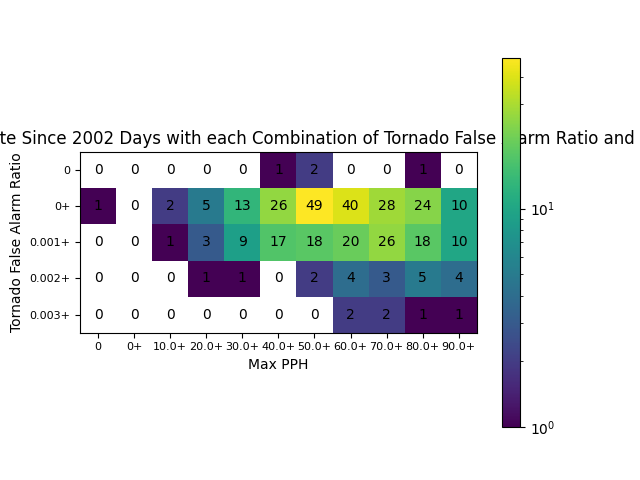 te Since 2002 Days with each Combination of Tornado False Alarm Ratio and
Tornado False Alarm Ratio
0 0 0 0 0 0 1 2 0 0 1 0
0+ 1 0 2 5 13 26 49 40 28 24 10
0.001+ 0 0 1 3 9 17 18 20 26 18 10
0.002+ 0 0 0 1 1 0 2 4 3 5 4
0.003+ 0 0 0 0 0 0 0 2 2 1 1
0 0+ 10.0+ 20.0+ 30.0+ 40.0+ 50.0+ 60.0+ 70.0+ 80.0+ 90.0+
Max PPH
10¹
10⁰